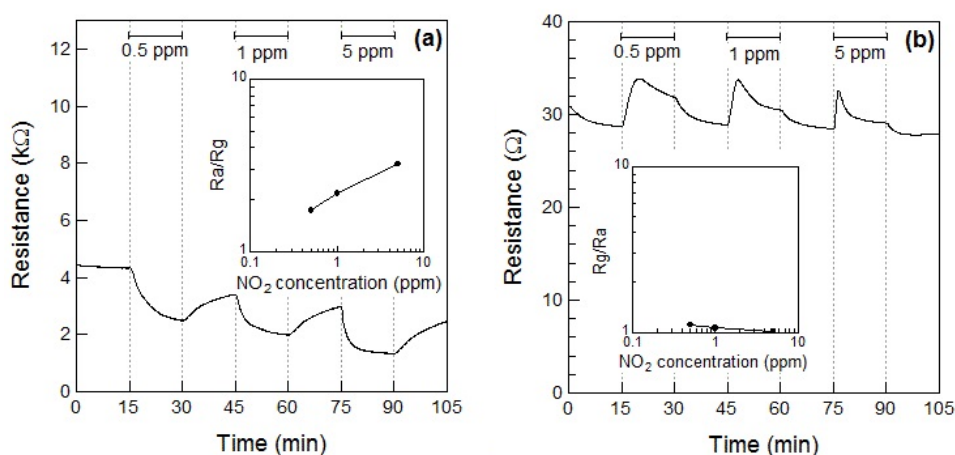 (a)
0.5 ppm
1 ppm
5 ppm
Resistance (kΩ)
12
10
8
6
4
2
0
Ra/Rg
10
1
0.1
1
10
NO2 concentration (ppm)
0
15
30
45
60
75
90
105
Time (min)
(b)
0.5 ppm
1 ppm
5 ppm
Resistance (Ω)
40
30
20
10
0
Rg/Ra
10
1
0.1
1
10
NO2 concentration (ppm)
0
15
30
45
60
75
90
105
Time (min)